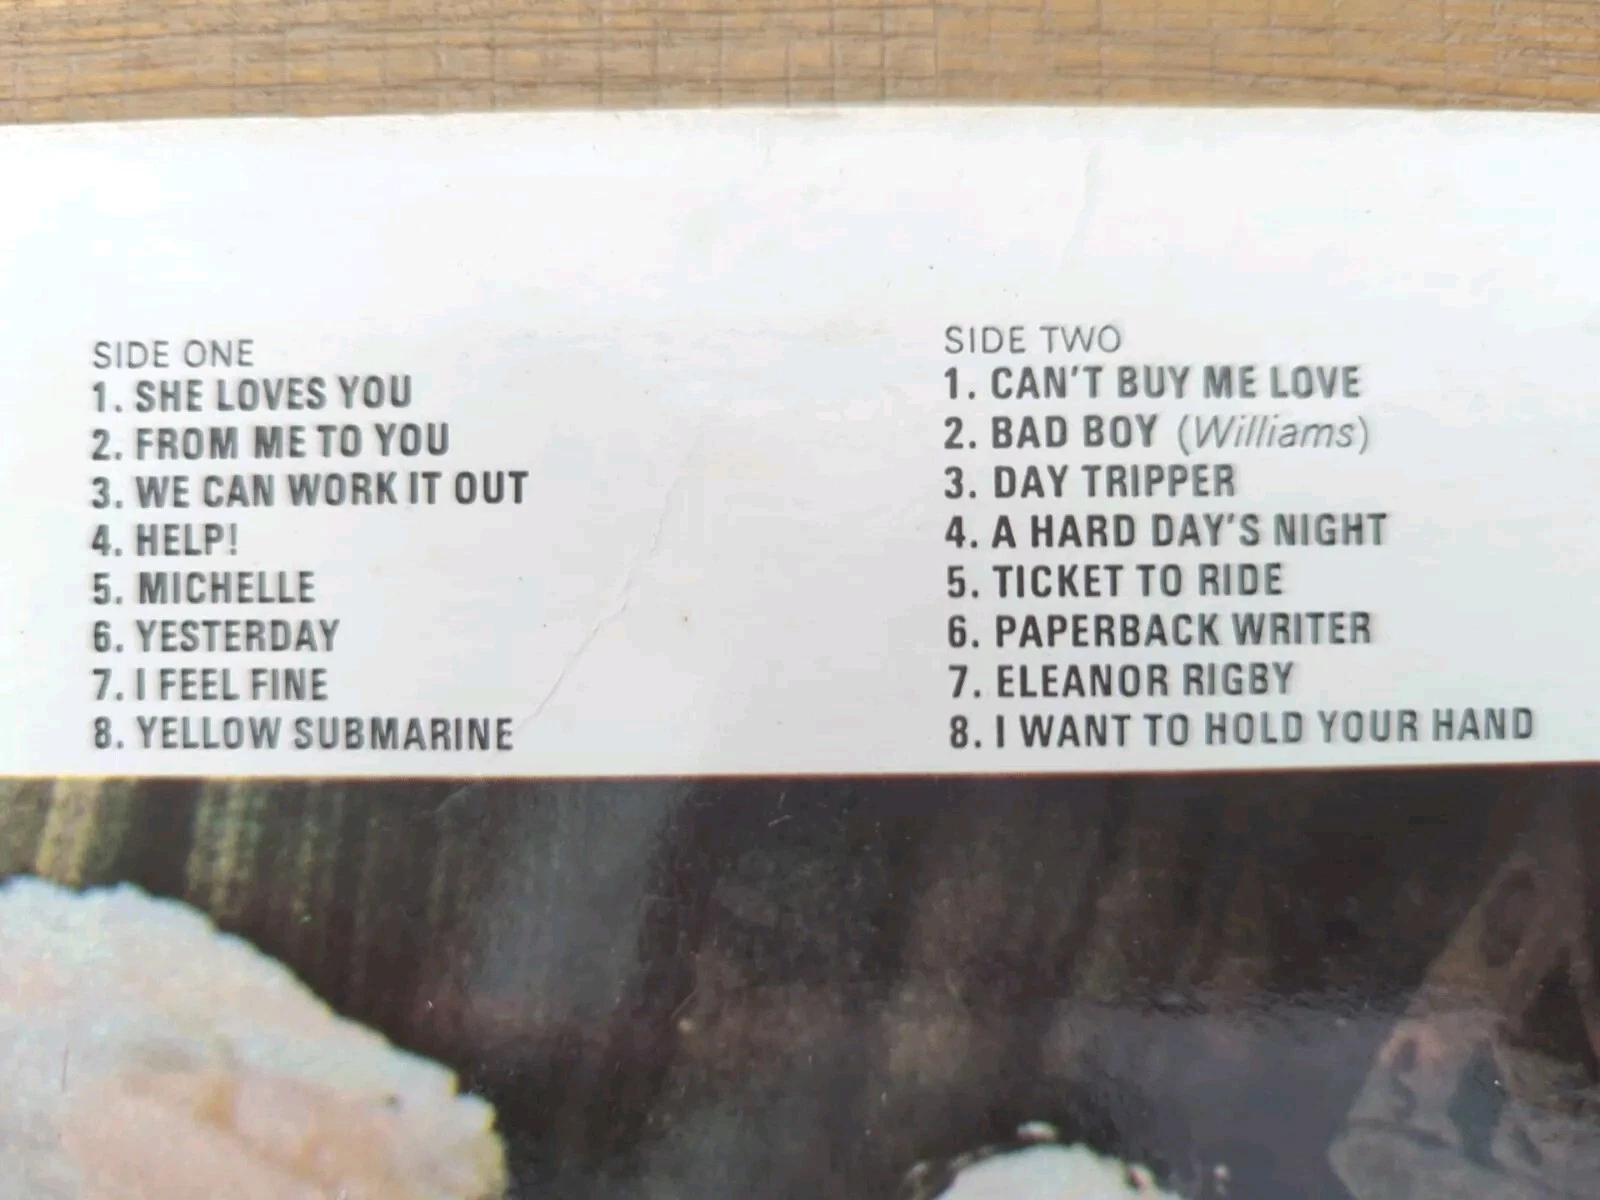 SIDE ONE
1. SHE LOVES YOU
2. FROM ME TO YOU
3. WE CAN WORK IT OUT
4. HELP!
5. MICHELLE
6. YESTERDAY
7. I FEEL FINE
8. YELLOW SUBMARINE
SIDE TWO
1. CAN'T BUY ME LOVE
2. BAD BOY (Williams)
3. DAY TRIPPER
4. A HARD DAY'S NIGHT
5. TICKET TO RIDE
6. PAPERBACK WRITER
7. ELEANOR RIGBY
8. I WANT TO HOLD YOUR HAND